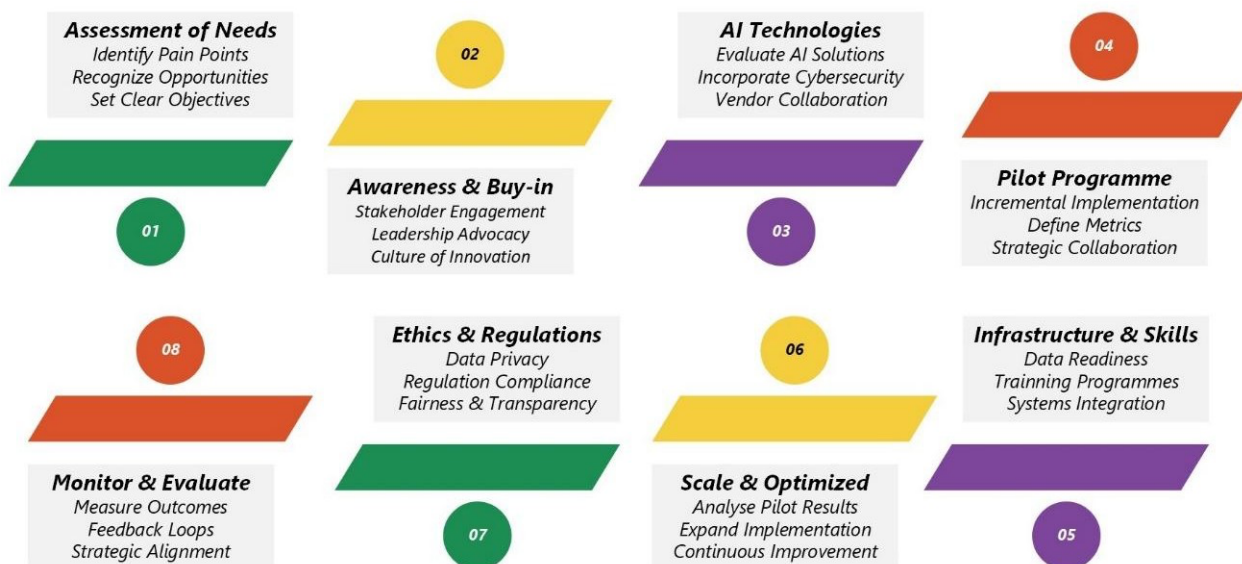 Assessment of Needs
Identify Pain Points
Recognize Opportunities
Set Clear Objectives
01
02
Awareness & Buy-in
Stakeholder Engagement
Leadership Advocacy
Culture of Innovation
AI Technologies
Evaluate AI Solutions
Incorporate Cybersecurity
Vendor Collaboration
03
04
Pilot Programme
Incremental Implementation
Define Metrics
Strategic Collaboration
08
Monitor & Evaluate
Measure Outcomes
Feedback Loops
Strategic Alignment
Ethics & Regulations
Data Privacy
Regulation Compliance
Fairness & Transparency
07
06
Scale & Optimized
Analyse Pilot Results
Expand Implementation
Continuous Improvement
Infrastructure & Skills
Data Readiness
Trainning Programmes
Systems Integration
05